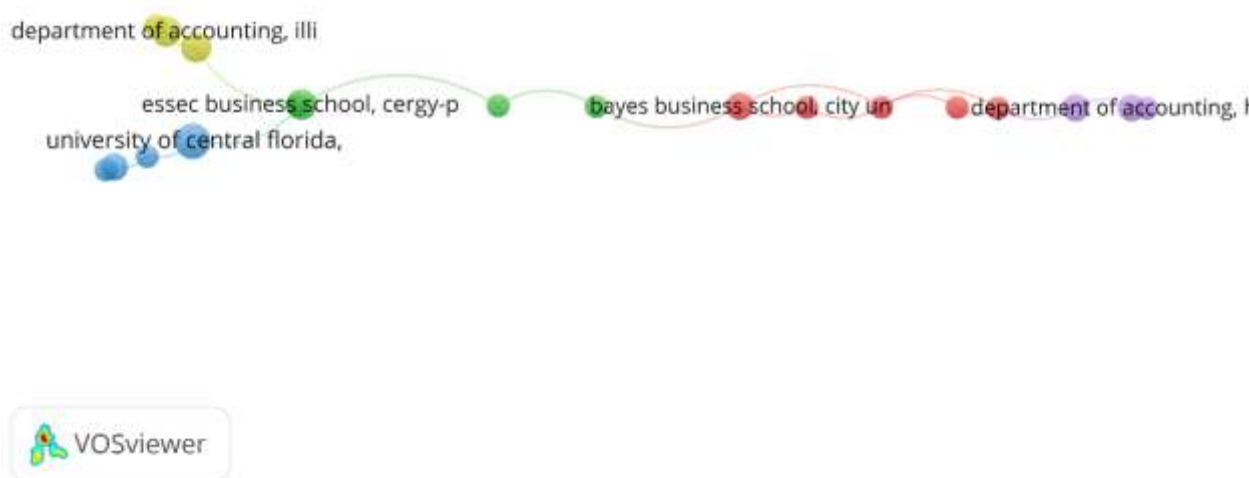 department of accounting, illi
essec business school, cergy-p
bayes business school, city un
department of accounting, h
university of central florida,
VOSviewer